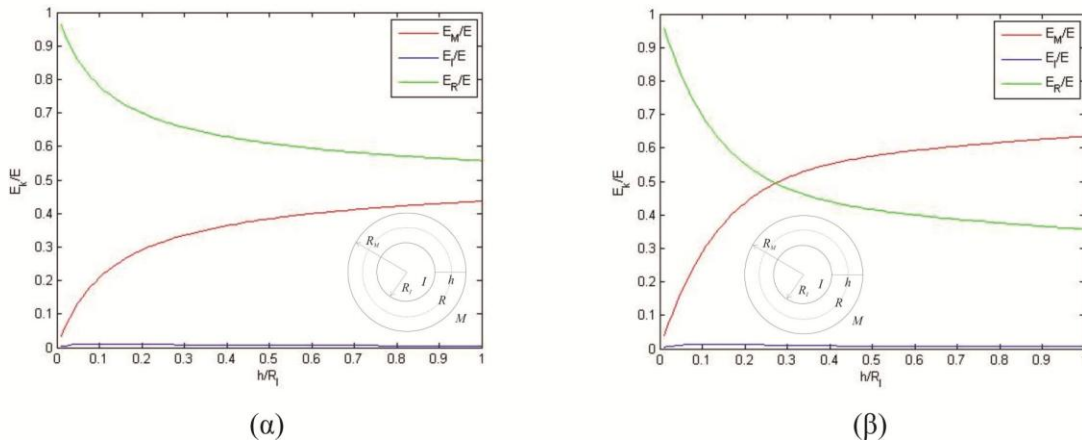 1
0.9
0.8
0.7
0.6
0.5
0.4
0.3
0.2
0.1
0
E_k/E
E_M/E
E_I/E
E_R/E
R_M
R_I
I
h
R
M
0 0.1 0.2 0.3 0.4 0.5 0.6 0.7 0.8 0.9 1
h/R_I
(α)
1
0.9
0.8
0.7
0.6
0.5
0.4
0.3
0.2
0.1
0
E_k/E
E_M/E
E_I/E
E_R/E
R_M
R_I
I
h
R
M
0 0.1 0.2 0.3 0.4 0.5 0.6 0.7 0.8 0.9
h/R_I
(β)